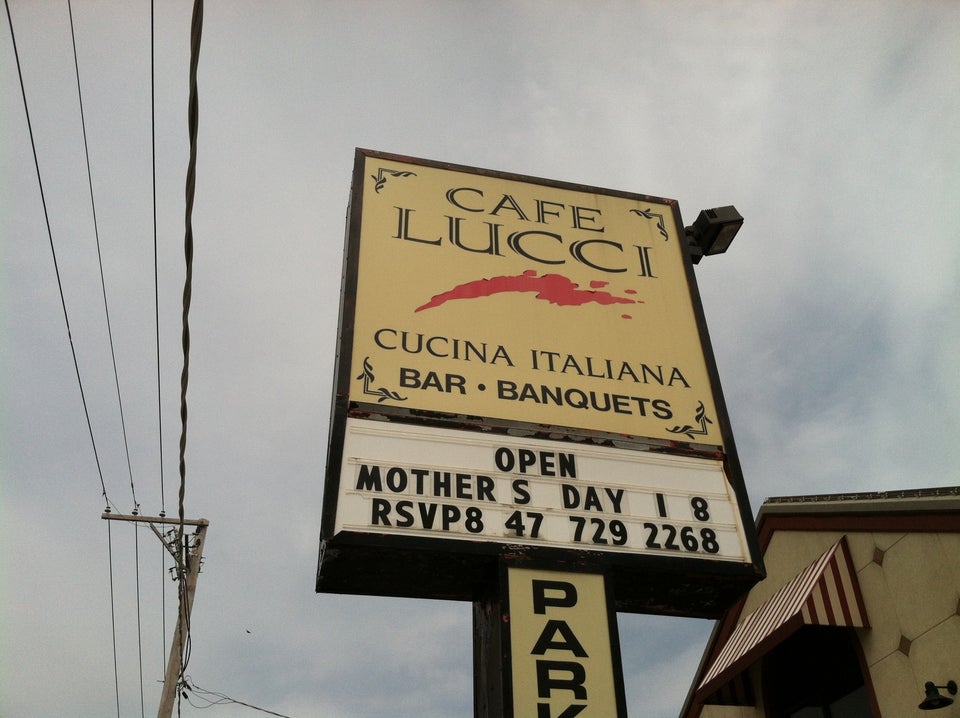 CAFE
LUCCI
CUCINA ITALIANA
BAR • BANQUETS
OPEN
MOTHER S DAY 1 8
RSVP8 47 729 2268
PARK